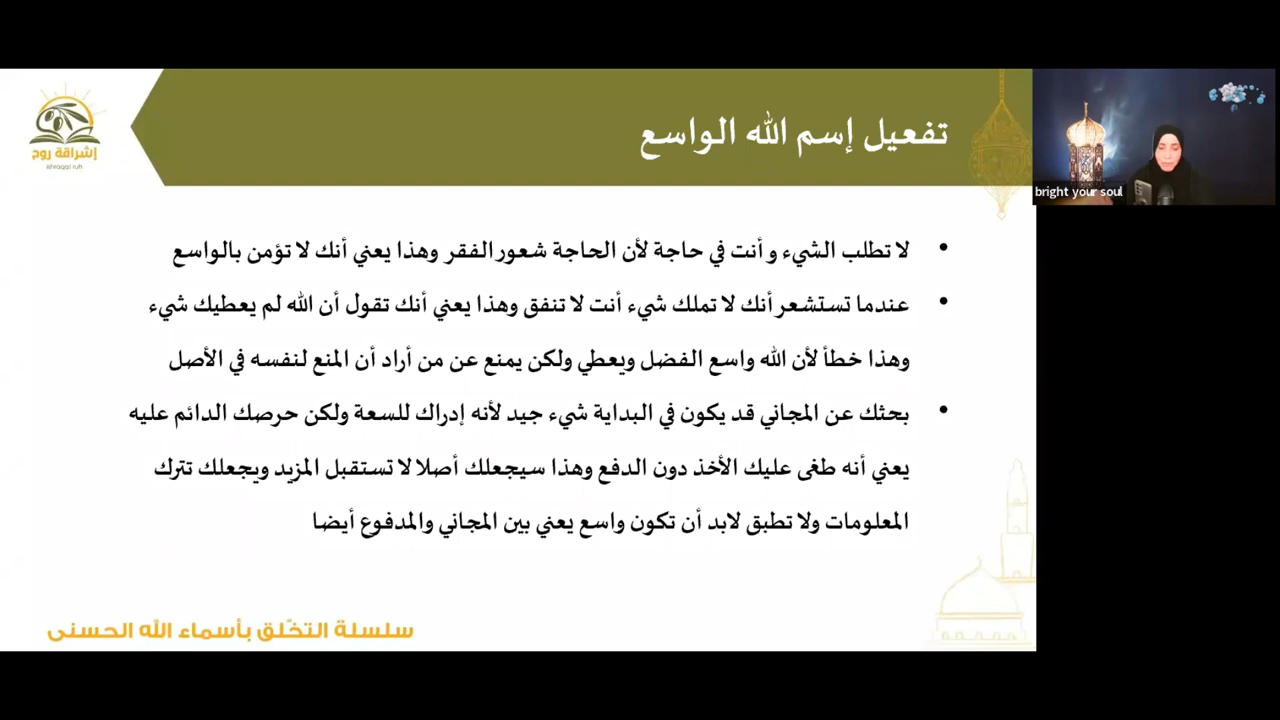 تفعيل إسم الله الواسع
إشراقة روح
ishraqat ruh
bright your soul
• لا تطلب الشيء و أنت في حاجة لأن الحاجة شعور الفقر وهذا يعني أنك لا تؤمن بالواسع
• عندما تستشعر أنك لا تملك شيء أنت لا تنفق وهذا يعني أنك تقول أن الله لم يعطيك شيء
وهذا خطأ لأن الله واسع الفضل ويعطي ولكن يمنع عن من أراد أن المنع لنفسه في الأصل
• بحثك عن المجاني قد يكون في البداية شيء جيد لأنه إدراك للسعة ولكن حرصك الدائم عليه
يعني أنه طغى عليك الأخذ دون الدفع وهذا سيجعلك أصلا لا تستقبل المزيد ويجعلك تترك
المعلومات ولا تطبق لابد أن تكون واسع يعني بين المجاني والمدفوع أيضا
سلسلة التخّلق بأسماء الله الحسنى